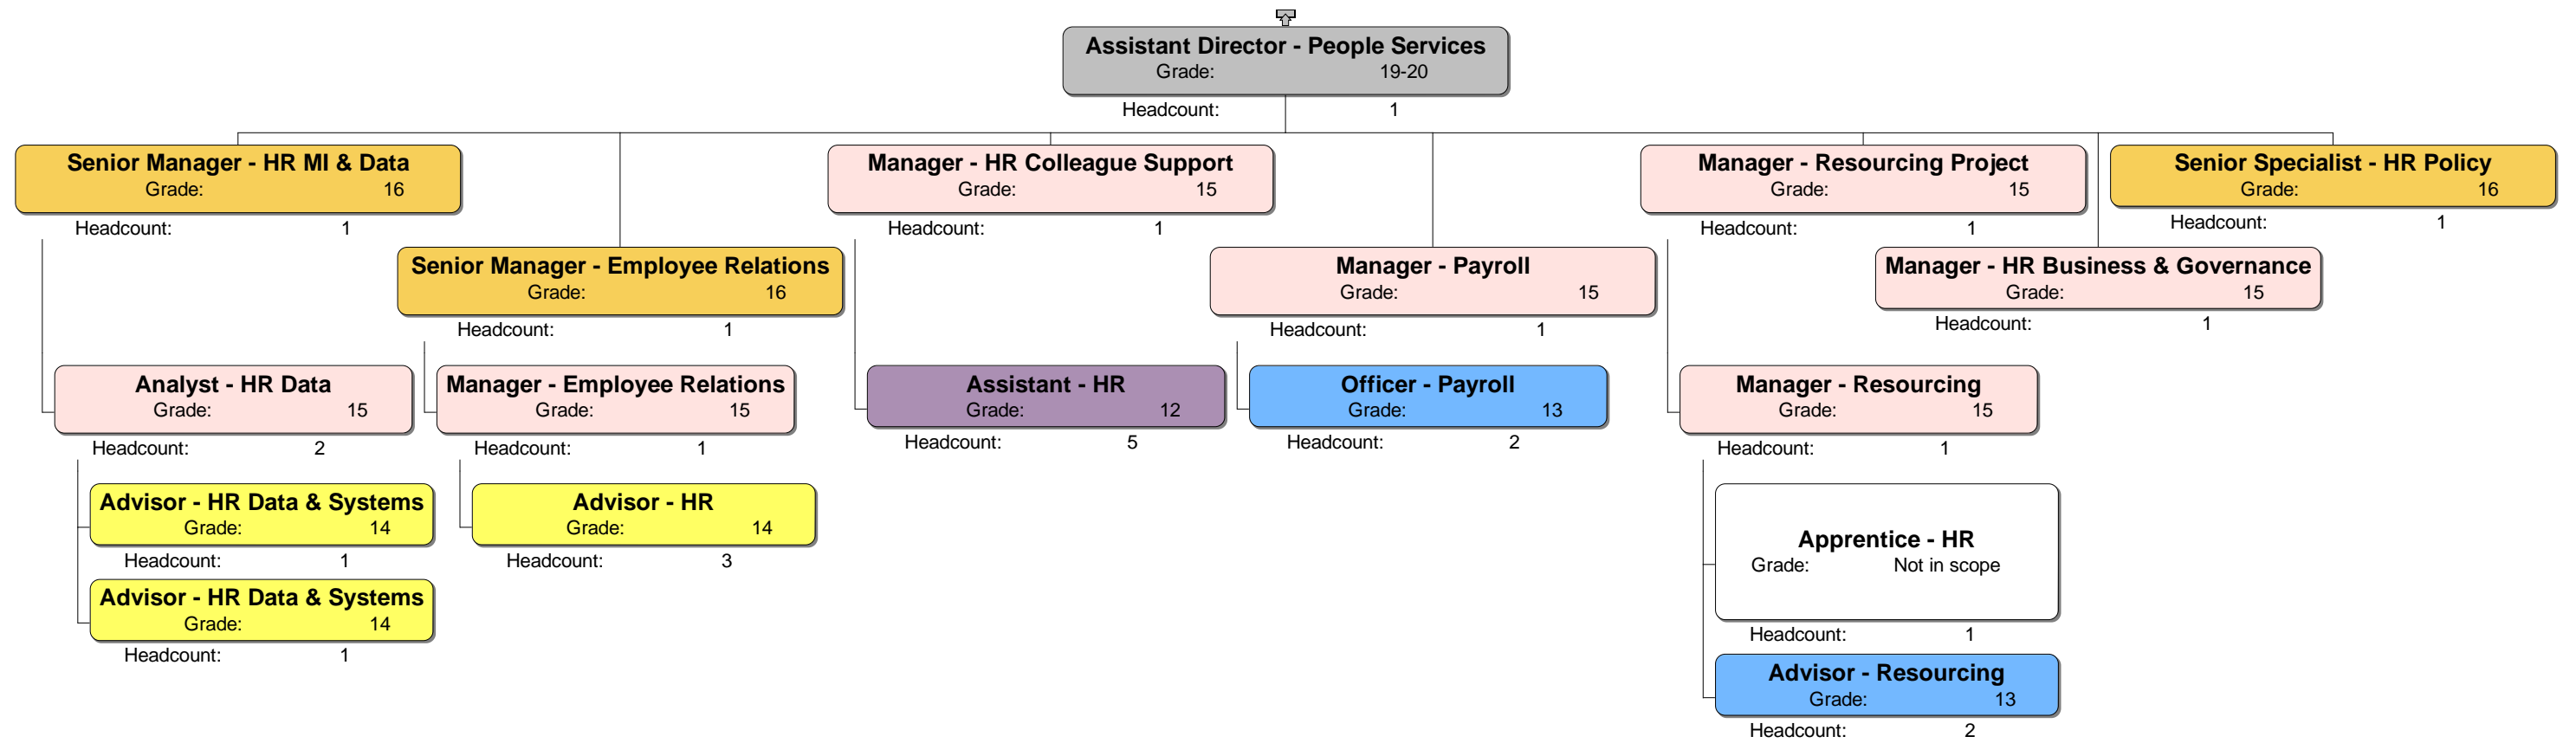 Assistant Director - People Services
Grade: 19-20
Headcount: 1
Senior Manager - HR MI & Data
Grade: 16
Headcount: 1
Manager - HR Colleague Support
Grade: 15
Headcount: 1
Manager - Resourcing Project
Grade: 15
Headcount: 1
Senior Specialist - HR Policy
Grade: 16
Headcount: 1
Senior Manager - Employee Relations
Grade: 16
Headcount: 1
Manager - Payroll
Grade: 15
Headcount: 1
Manager - HR Business & Governance
Grade: 15
Headcount: 1
Analyst - HR Data
Grade: 15
Headcount: 2
Manager - Employee Relations
Grade: 15
Headcount: 1
Assistant - HR
Grade: 12
Headcount: 5
Officer - Payroll
Grade: 13
Headcount: 2
Manager - Resourcing
Grade: 15
Headcount: 1
Advisor - HR Data & Systems
Grade: 14
Headcount: 1
Advisor - HR
Grade: 14
Headcount: 3
Apprentice - HR
Grade: Not in scope
Headcount: 1
Advisor - HR Data & Systems
Grade: 14
Headcount: 1
Advisor - Resourcing
Grade: 13
Headcount: 2